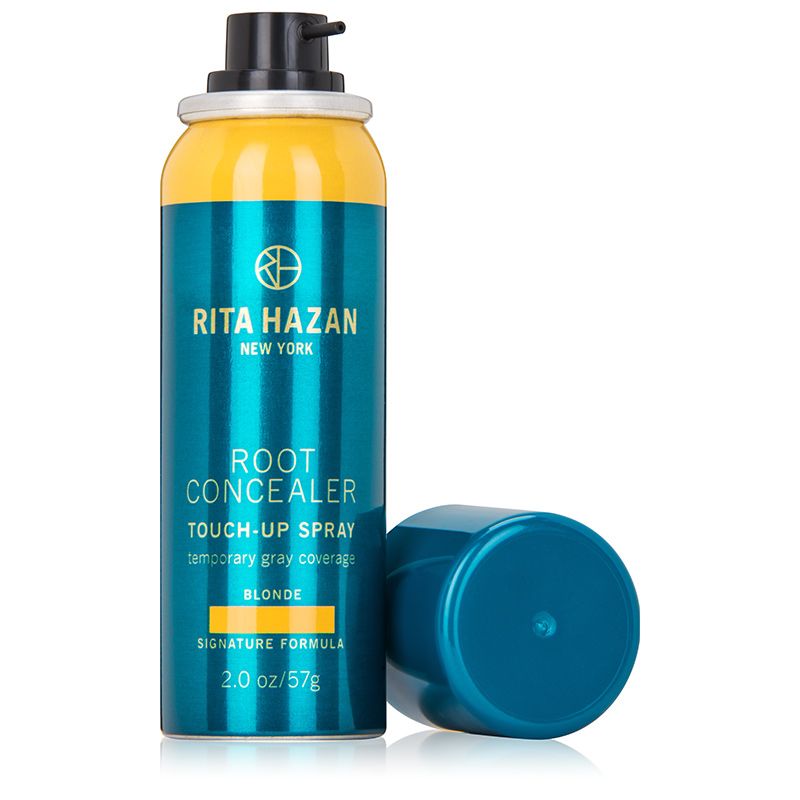 RH
RITA HAZAN
NEW YORK
ROOT
CONCEALER
TOUCH-UP SPRAY
temporary gray coverage
BLONDE
SIGNATURE FORMULA
2.0 oz/57g